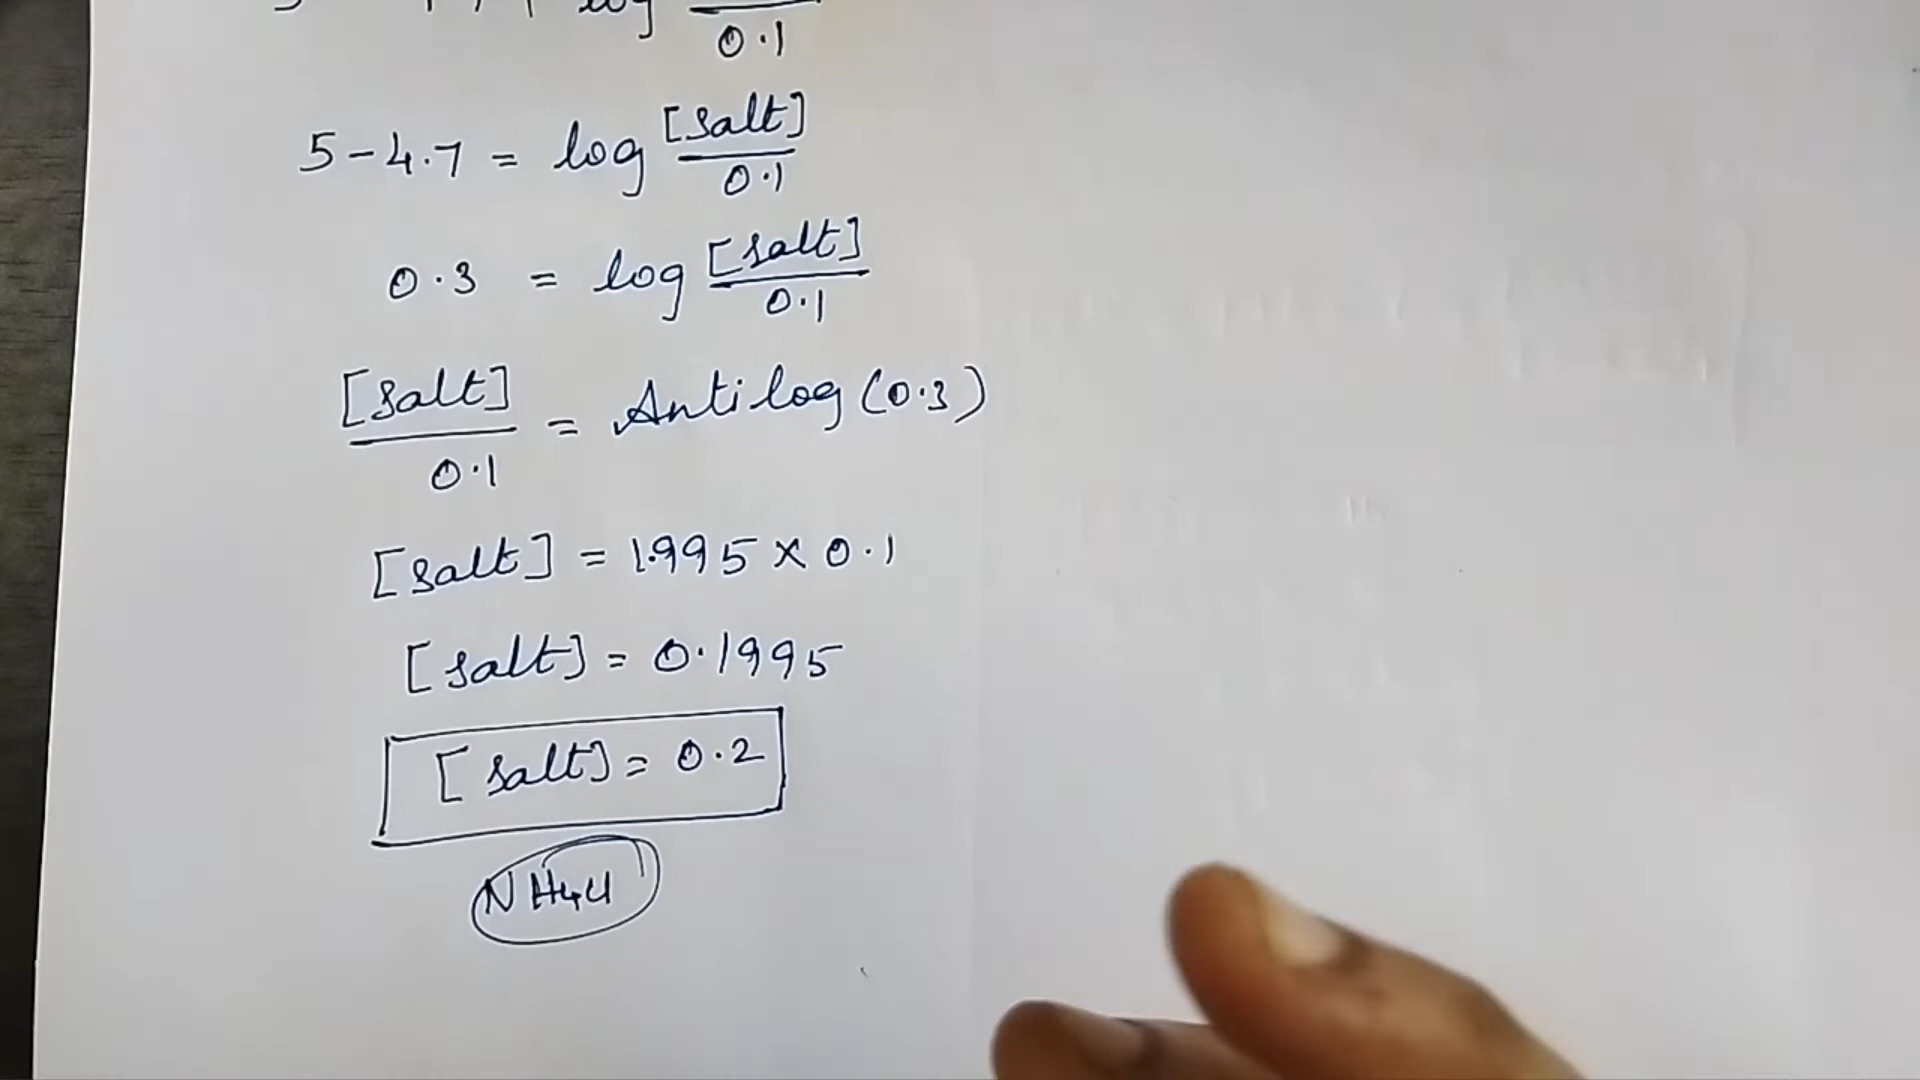 log
0.1
5-4.7 = log [salt]/0.1
0.3 = log [salt]/0.1
[salt]/0.1 = Antilog (0.3)
[salt] = 1.995 x 0.1
[salt] = 0.1995
[salt] = 0.2
NH4Cl